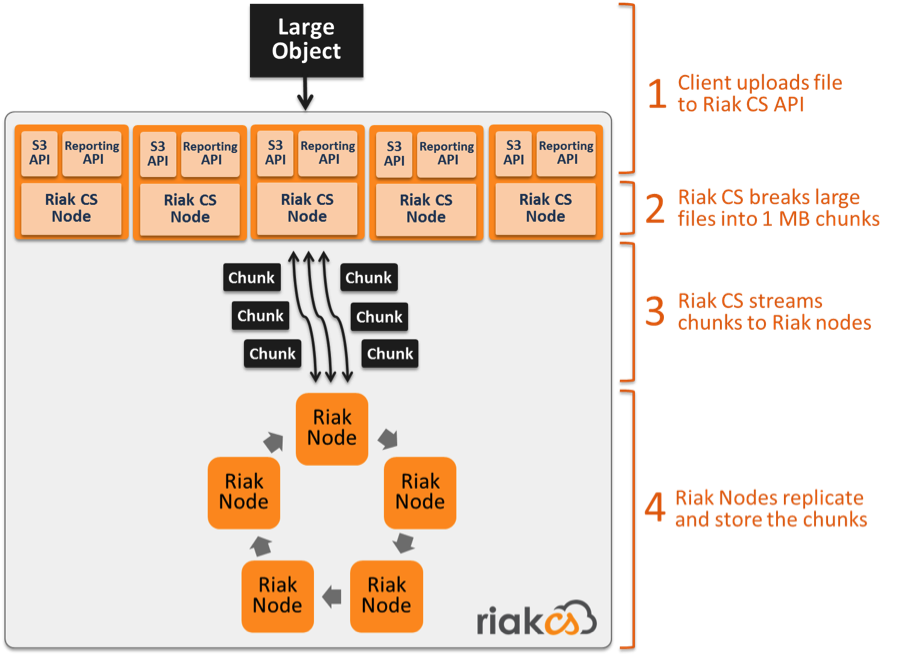 Large
Object
1
Client uploads file
to Riak CS API
S3
API
Reporting
API
Riak CS
Node
S3
API
Reporting
API
Riak CS
Node
S3
API
Reporting
API
Riak CS
Node
S3
API
Reporting
API
Riak CS
Node
S3
API
Reporting
API
Riak CS
Node
2
Riak CS breaks large
files into 1 MB chunks
Chunk
Chunk
Chunk
Chunk
Chunk
Chunk
3
Riak CS streams
chunks to Riak nodes
Riak
Node
Riak
Node
Riak
Node
Riak
Node
Riak
Node
4
Riak Nodes replicate
and store the chunks
riakcs